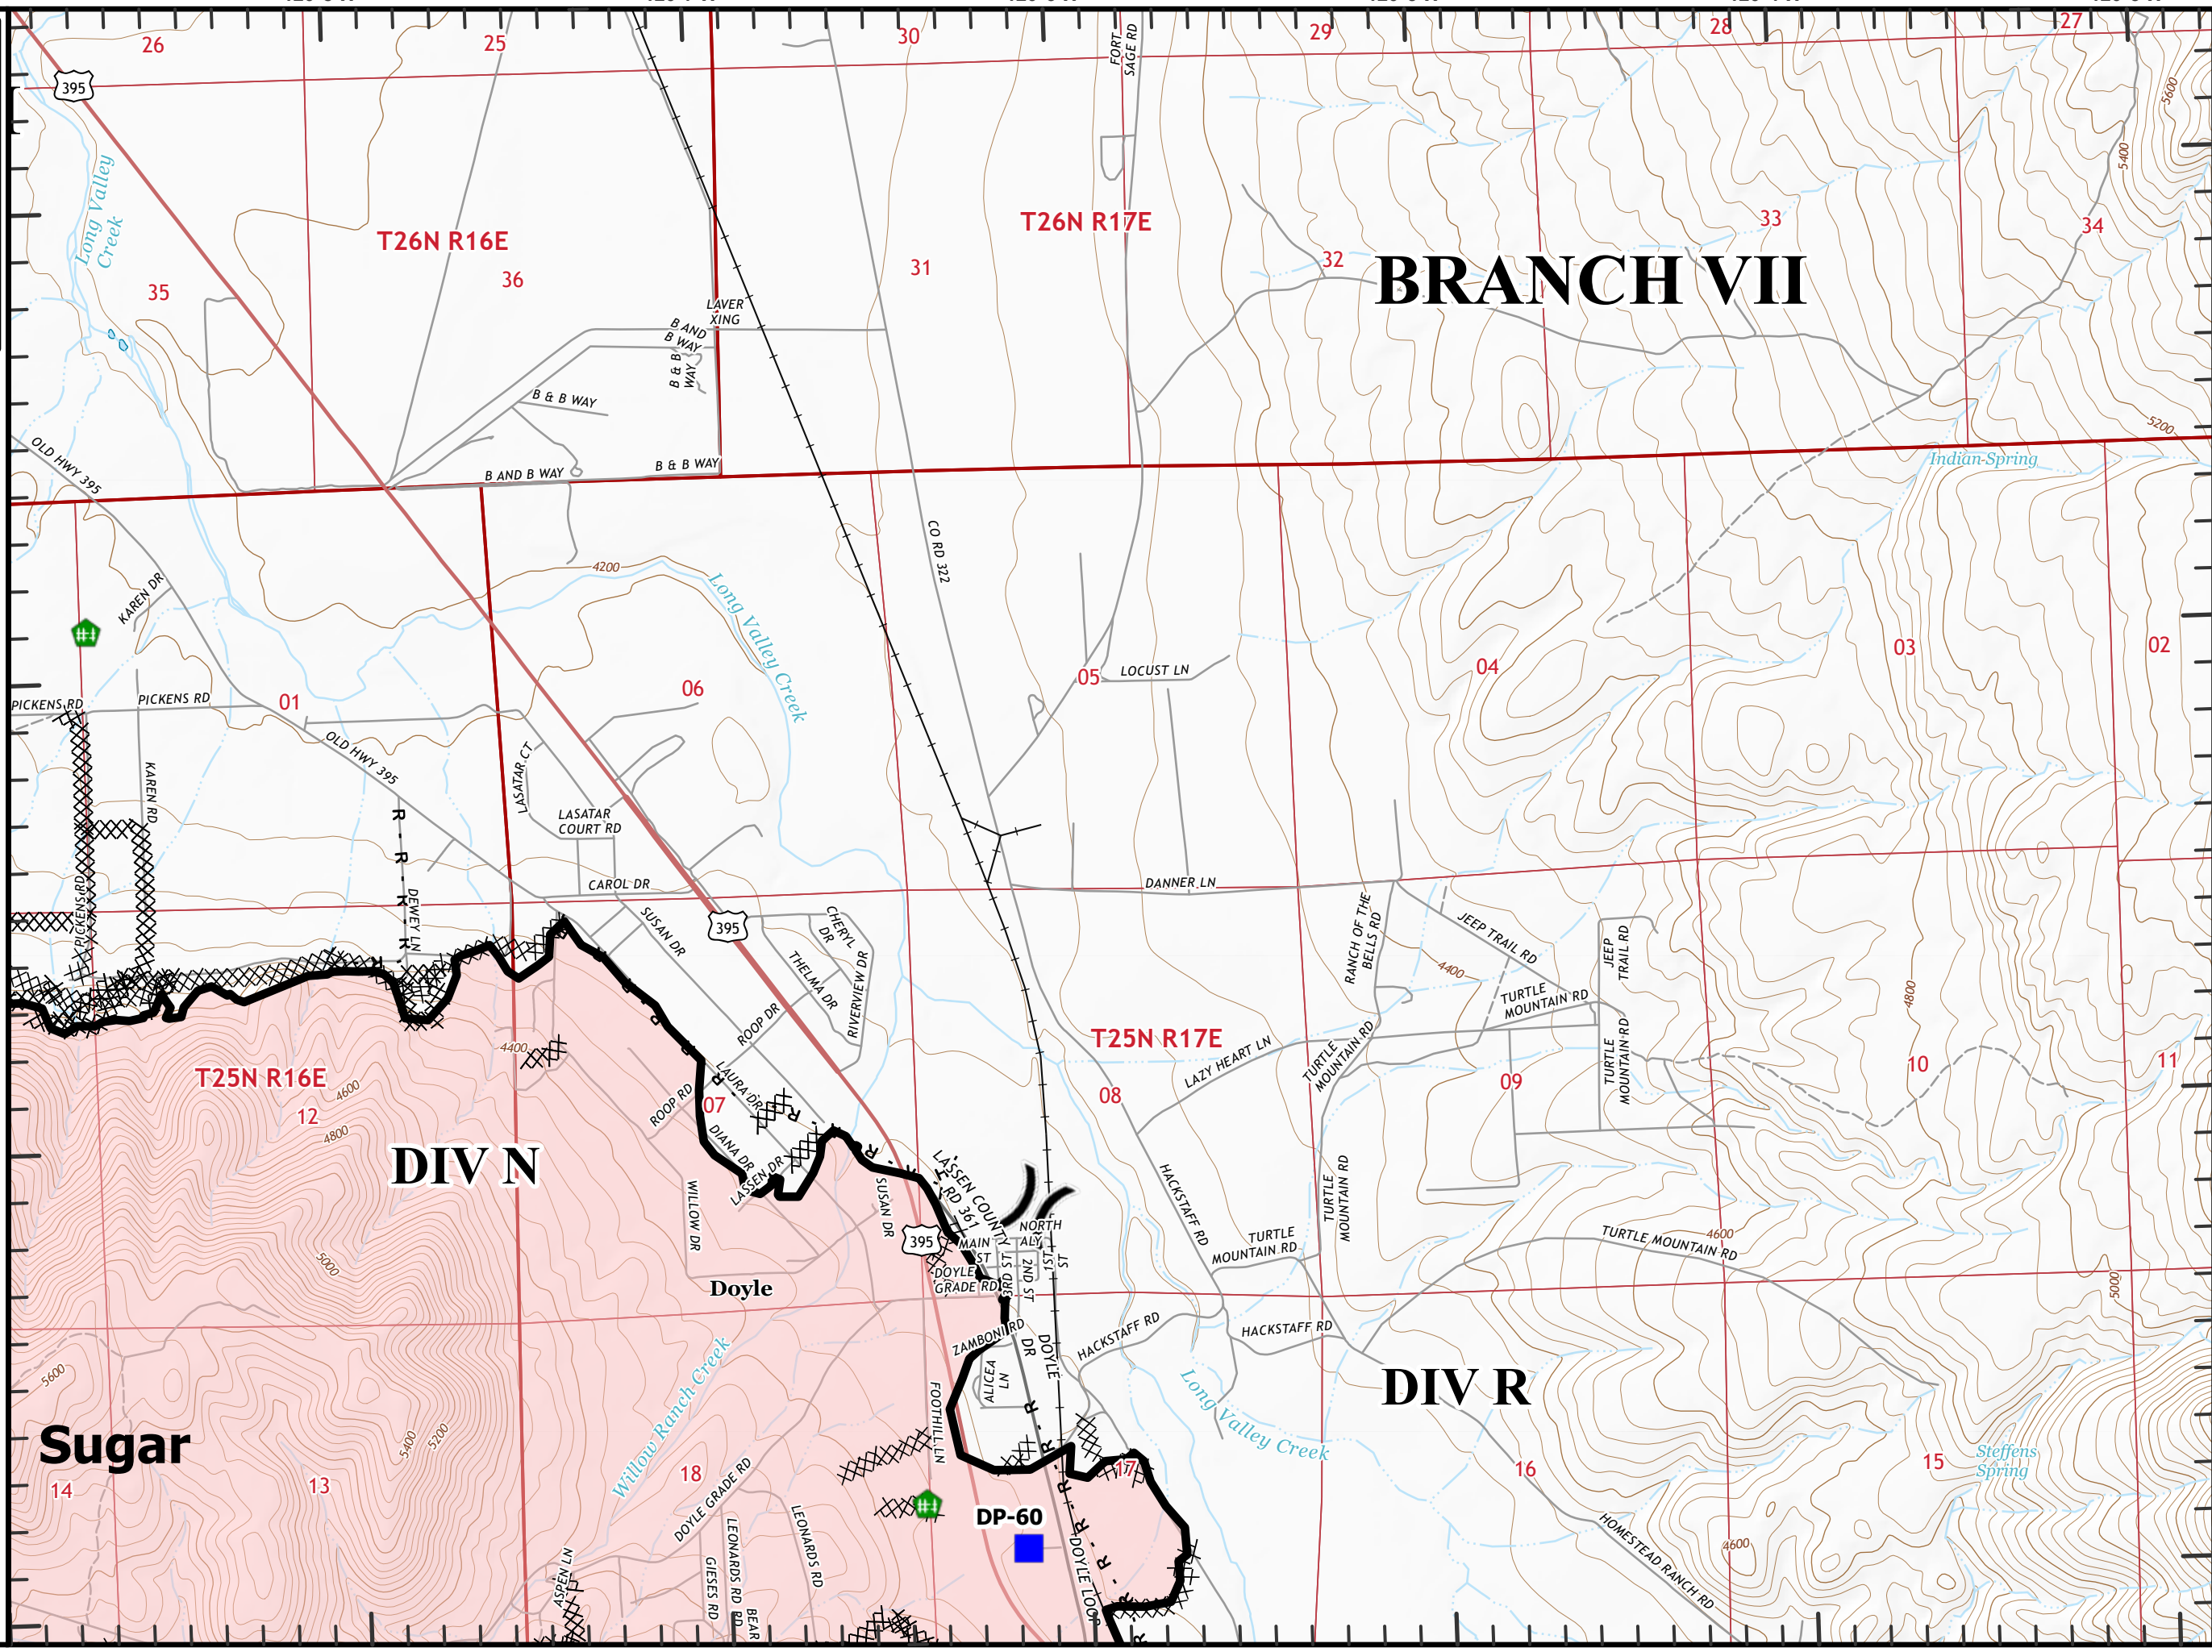 26
25
30
29
28
27
395
FORT
SAGE RD
5600
5400
Long Valley
Creek
T26N R16E
T26N R17E
33
34
35
36
31
32
BRANCH VII
LAVER
XING
B AND
B WAY
B & B
WAY
B & B WAY
OLD HWY 395
B AND B WAY
B & B WAY
5200
Indian Spring
CO RD 322
4200
Long Valley
Creek
KAREN DR
#1
PICKENS RD
PICKENS RD
01
06
05
LOCUST LN
04
03
02
OLD HWY 395
LASATAR CT
KAREN RD
LASATAR
COURT RD
R - R - K - K
CAROL DR
DANNER LN
PICKENS RD
DEWEY LN
SUSAN DR
395
CHERYL
DR
THELMA DR
RIVERVIEW DR
RANCH OF THE
BELLS RD
JEEP TRAIL RD
JEEP
TRAIL RD
4400
4800
TURTLE
MOUNTAIN RD
ROOP DR
4400
T25N R17E
LAZY HEART LN
TURTLE
MOUNTAIN RD
TURTLE
MOUNTAIN RD
T25N R16E
4600
12
4800
LAURA DR
ROOP RD
07
08
09
10
11
DIV N
DIANA DR
LASSEN DR
WILLOW DR
SUSAN DR
LASSEN COUNTY
RD 361
HACKSTAFF RD
TURTLE
MOUNTAIN RD
395
MAIN
ST
NORTH
ALY
1ST
ST
TURTLE
MOUNTAIN RD
TURTLE MOUNTAIN RD
4600
5000
5000
Doyle
DOYLE
GRADE RD
3RD ST
2ND ST
ZAMBONI RD
DOYLE
DR
HACKSTAFF RD
HACKSTAFF RD
5600
Willow Ranch Creek
ALICEA
LN
FOOTHILL LN
DIV R
Long Valley Creek
Sugar
5400
5200
14
13
18
17
16
15
Steffens
Spring
DOYLE GRADE RD
LEONARDS RD
#1
DP-60
DOYLE LOOP
HOMESTEAD RANCH RD
4600
ASPEN LN
GIESES RD
LEONARDS RD
BEAR
RD